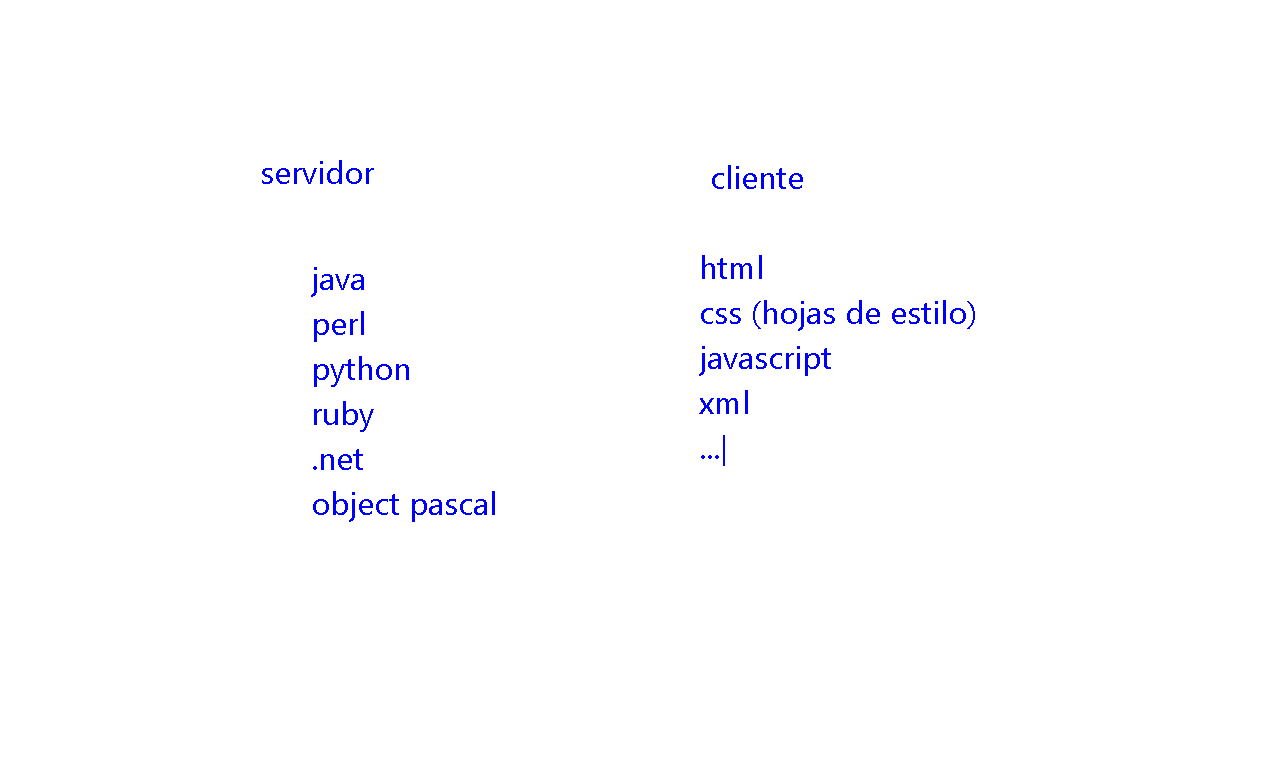 servidor
java
perl
python
ruby
.net
object pascal
cliente
html
css (hojas de estilo)
javascript
xml
...|